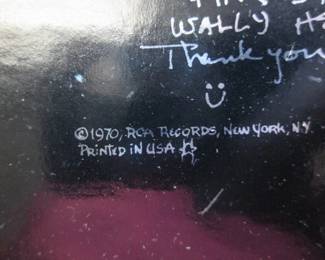 WALLY
Thank you
©1970, RCA RECORDS, NEW YORK, N.Y.
PRINTED IN USA